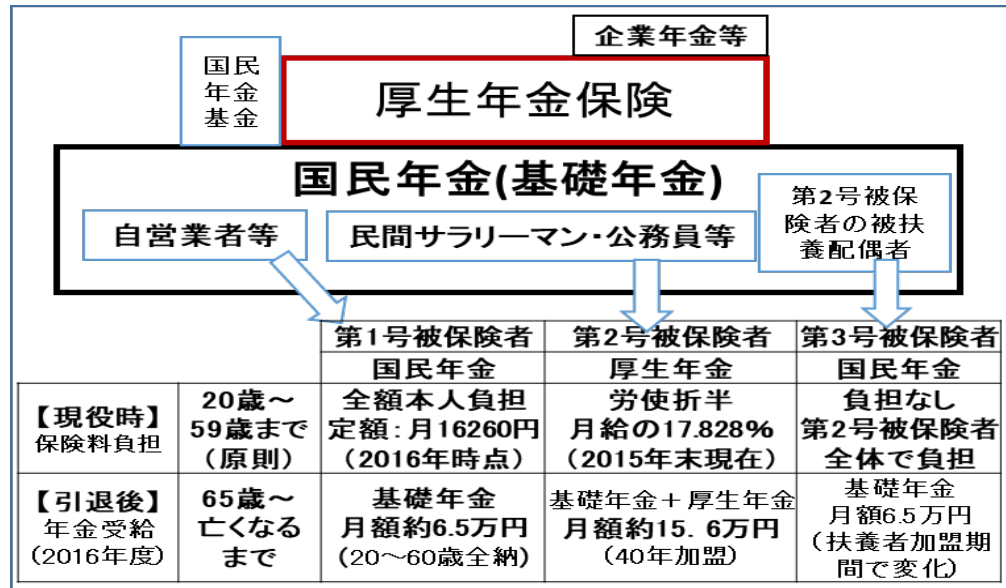 企業年金等
国民
年金
基金
厚生年金保険
国民年金(基礎年金)
自営業者等
民間サラリーマン・公務員等
第2号被保
険者の被扶
養配偶者
第1号被保険者
第2号被保険者
第3号被保険者
国民年金
厚生年金
国民年金
【現役時】
保険料負担
20歳～
59歳まで
（原則）
全額本人負担
定額：月16260円
（2016年時点）
労使折半
月給の17.828%
（2015年末現在）
負担なし
第2号被保険者
全体で負担
【引退後】
年金受給
（2016年度）
65歳～
亡くなる
まで
基礎年金
月額約6.5万円
（20～60歳全納）
基礎年金＋厚生年金
月額約15．6万円
（40年加盟）
基礎年金
月額6.5万円
（扶養者加盟期
間で変化）